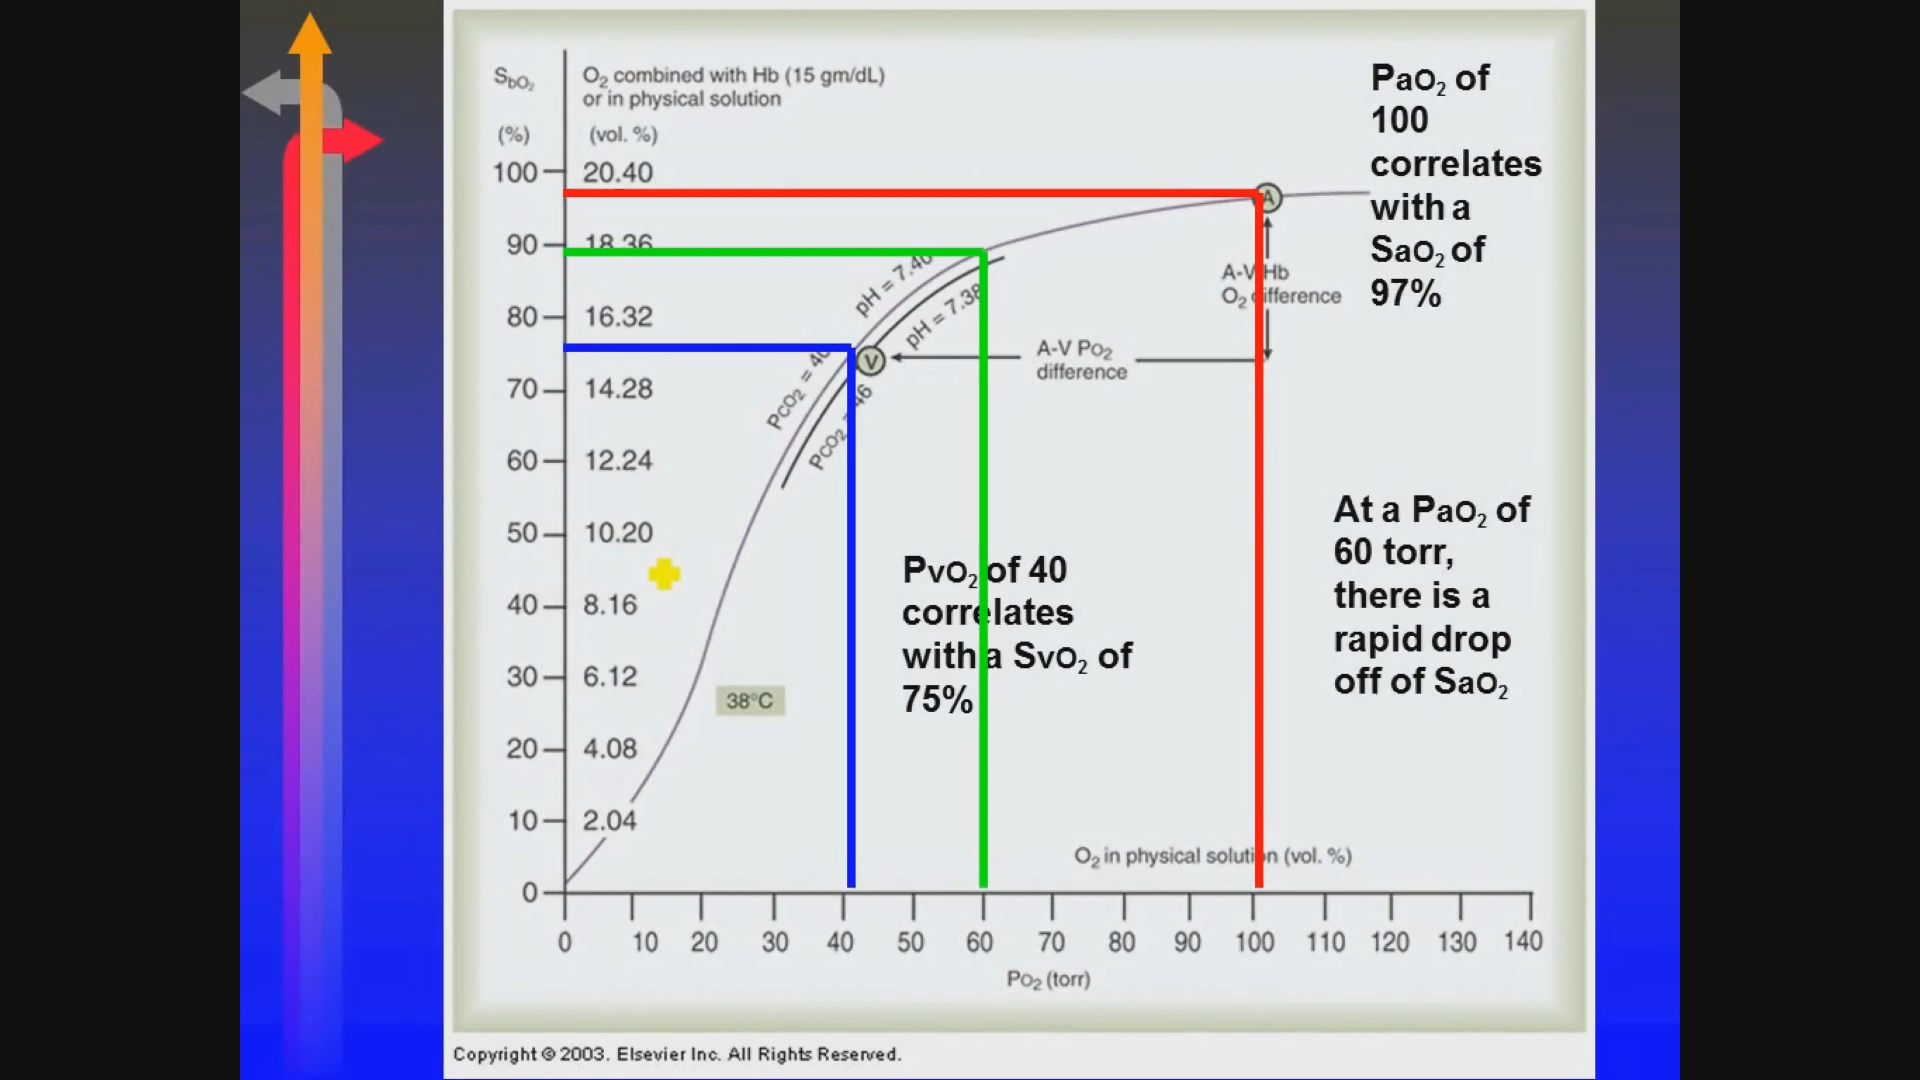 SbO2
O2 combined with Hb (15 gm/dL)
or in physical solution
(%)
(vol. %)
100
20.40
90
18.36
80
16.32
70
14.28
60
12.24
50
10.20
40
8.16
30
6.12
20
4.08
10
2.04
0
pH = 7.40
PCO2 = 40
pH = 7.38
PCO2 = 46
A
V
A-V Hb
O2 difference
A-V PO2
difference
PaO2 of
100
correlates
with a
SaO2 of
97%
PvO2 of 40
correlates
with a SvO2 of
75%
At a PaO2 of
60 torr,
there is a
rapid drop
off of SaO2
38°C
O2 in physical solution (vol. %)
0 10 20 30 40 50 60 70 80 90 100 110 120 130 140
PO2 (torr)
Copyright © 2003. Elsevier Inc. All Rights Reserved.